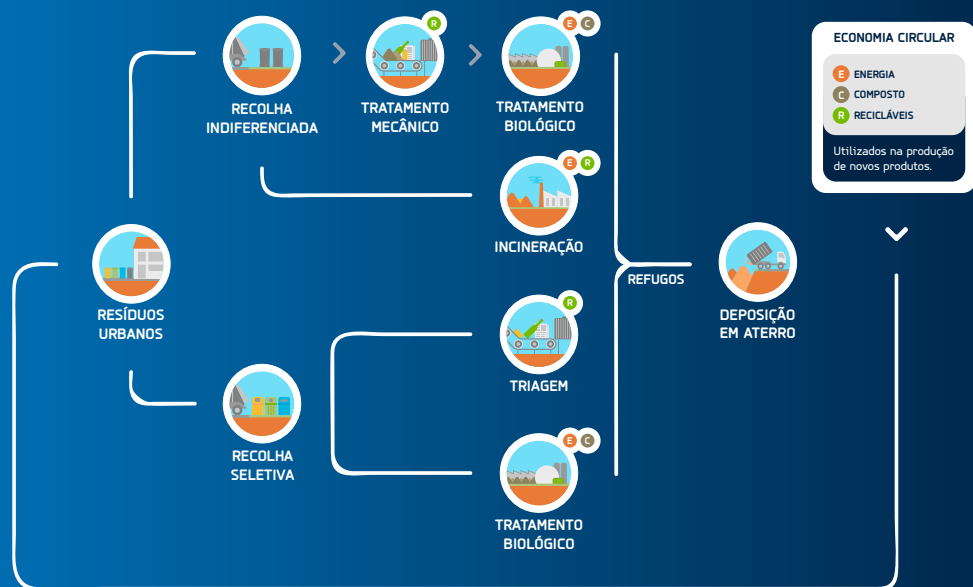 R
E C
ECONOMIA CIRCULAR
E ENERGIA
C COMPOSTO
R RECICLÁVEIS
Utilizados na produção
de novos produtos.
RECOLHA
INDIFERENCIADA
TRATAMENTO
MECÂNICO
TRATAMENTO
BIOLÓGICO
E R
INCINERAÇÃO
RESÍDUOS
URBANOS
REFUGOS
DEPOSIÇÃO
EM ATERRO
R
TRIAGEM
RECOLHA
SELETIVA
E C
TRATAMENTO
BIOLÓGICO